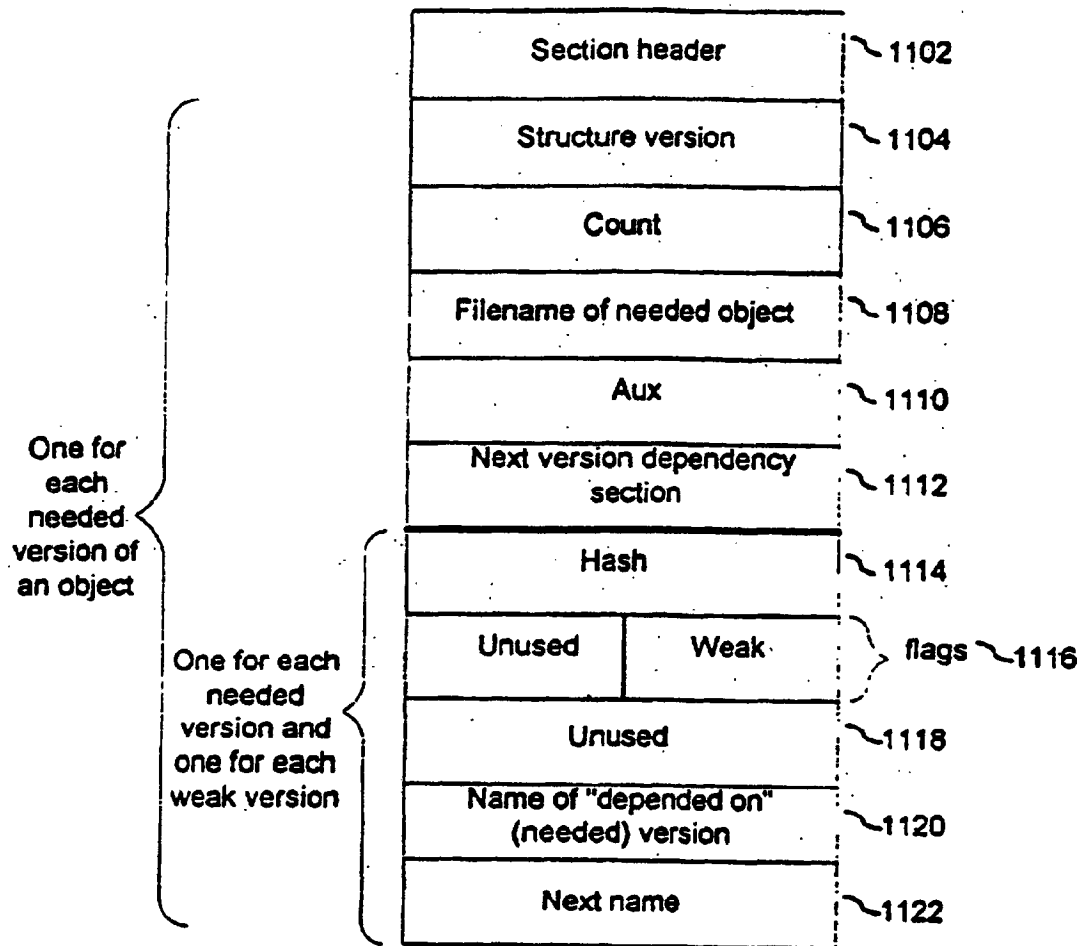 Section header
1102
Structure version
1104
Count
1106
Filename of needed object
1108
Aux
1110
Next version dependency
section
1112
Hash
1114
Unused
Weak
flags
1116
Unused
1118
Name of "depended on"
(needed) version
1120
Next name
1122
One for
each
needed
version of
an object
One for each
needed
version and
one for each
weak version